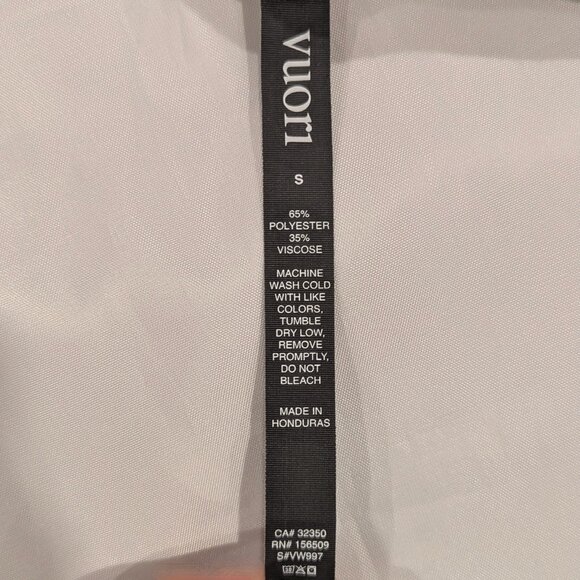 vuori
S
65%
POLYESTER
35%
VISCOSE
MACHINE
WASH COLD
WITH LIKE
COLORS,
TUMBLE
DRY LOW,
REMOVE
PROMPTLY,
DO NOT
BLEACH
MADE IN
HONDURAS
CA# 32350
RN# 156509
S#VW997